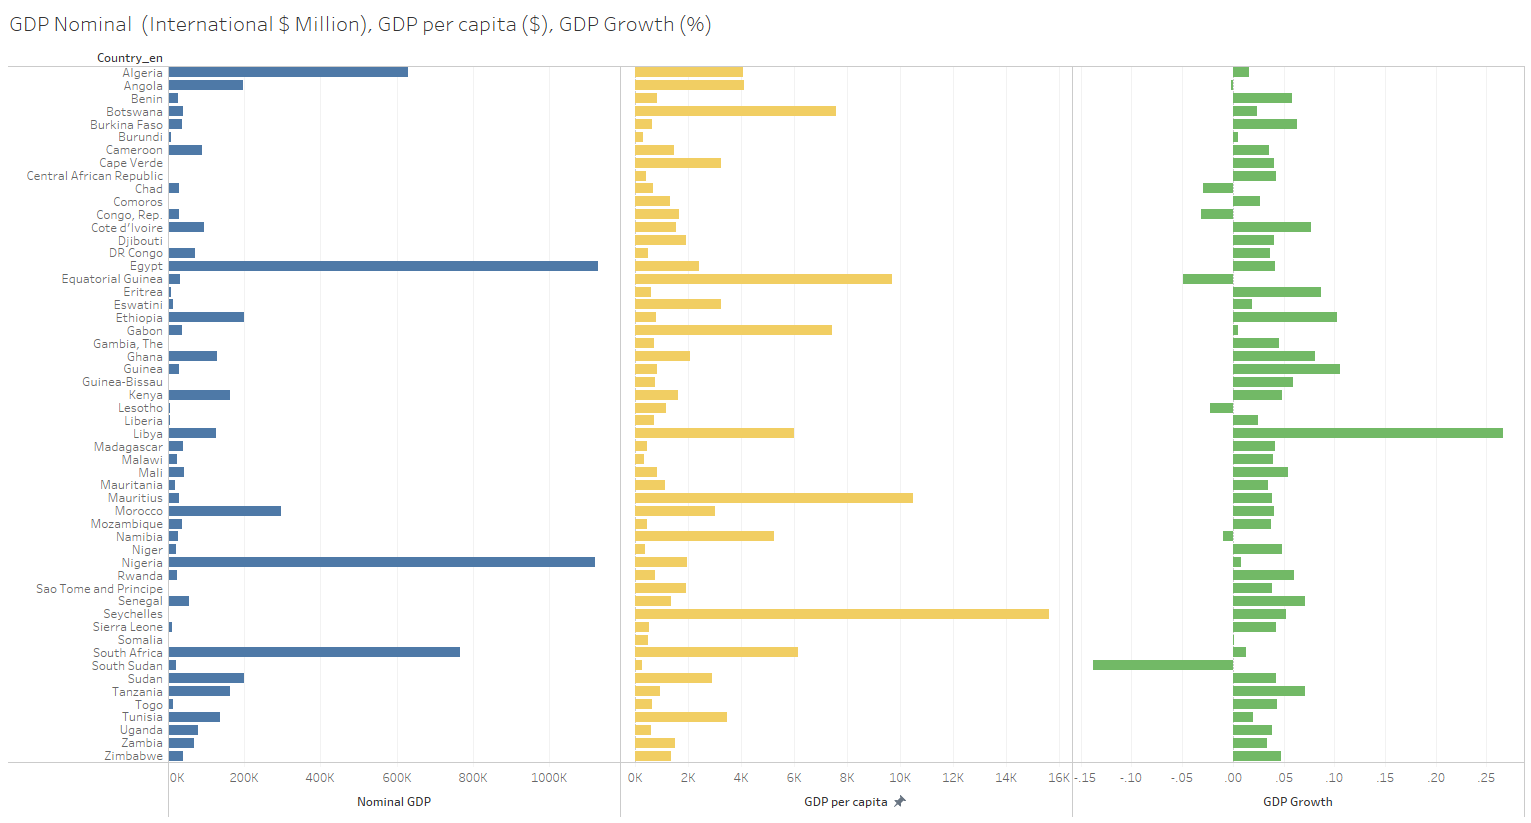 GDP Nominal (International $ Million), GDP per capita ($), GDP Growth (%)
Country_en
Algeria
Angola
Benin
Botswana
Burkina Faso
Burundi
Cameroon
Cape Verde
Central African Republic
Chad
Comoros
Congo, Rep.
Cote d'Ivoire
Djibouti
DR Congo
Egypt
Equatorial Guinea
Eritrea
Eswatini
Ethiopia
Gabon
Gambia, The
Ghana
Guinea
Guinea-Bissau
Kenya
Lesotho
Liberia
Libya
Madagascar
Malawi
Mali
Mauritania
Mauritius
Morocco
Mozambique
Namibia
Niger
Nigeria
Rwanda
Sao Tome and Principe
Senegal
Seychelles
Sierra Leone
Somalia
South Africa
South Sudan
Sudan
Tanzania
Togo
Tunisia
Uganda
Zambia
Zimbabwe
0K 200K 400K 600K 800K 1000K 0K 2K 4K 6K 8K 10K 12K 14K 16K -.15 -.10 -.05 .00 .05 .10 .15 .20 .25
Nominal GDP GDP per capita GDP Growth